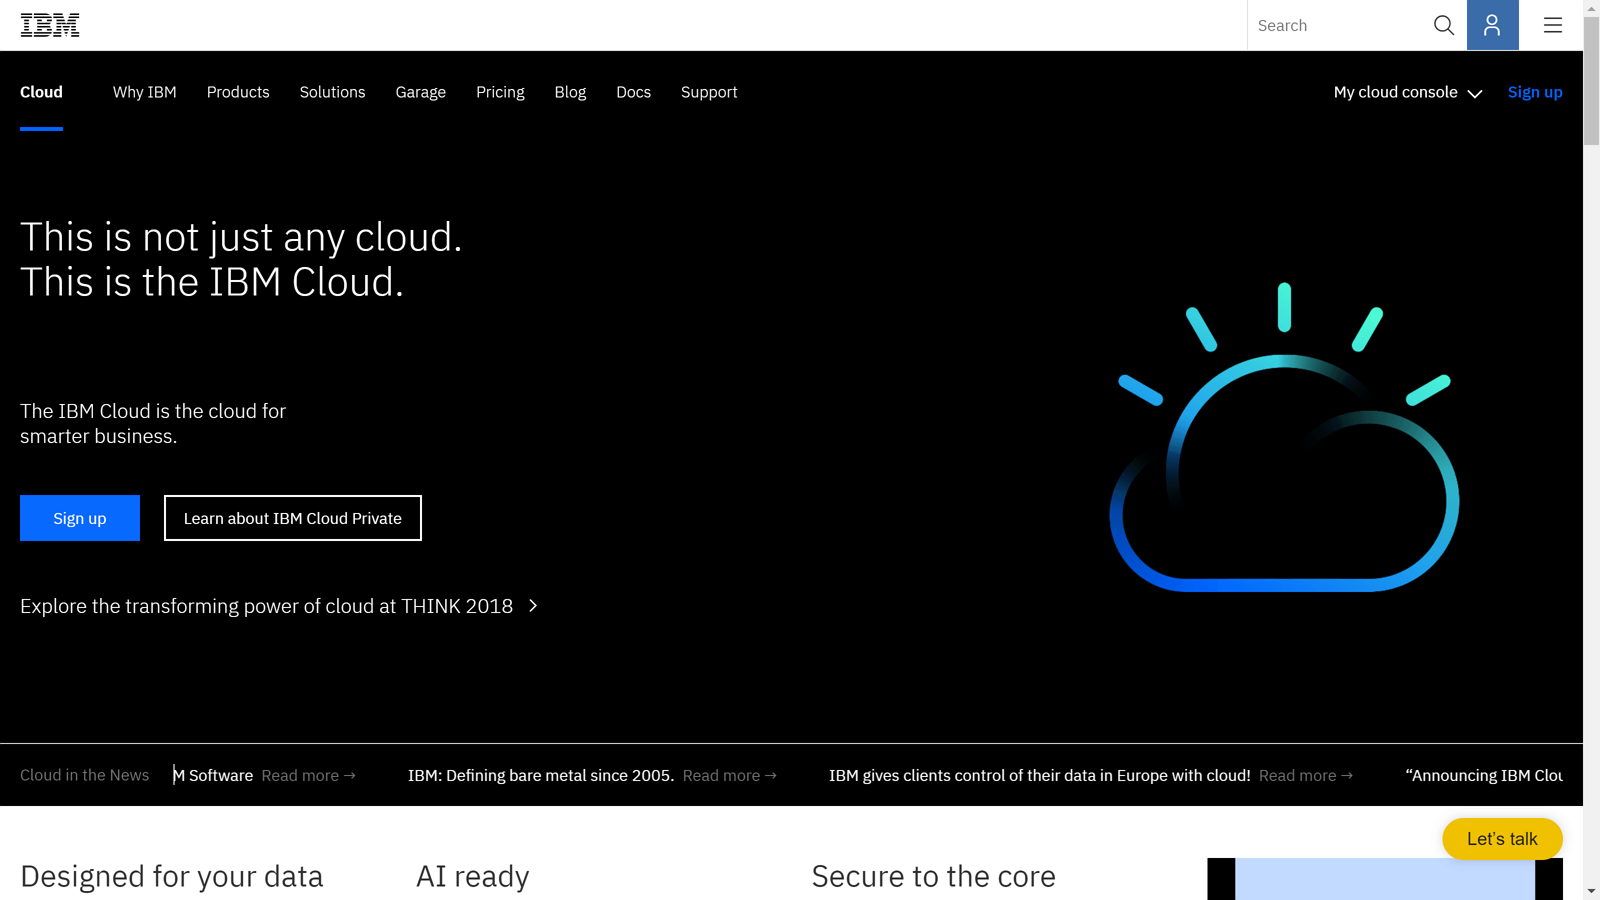 IBM
Search
Cloud
Why IBM
Products
Solutions
Garage
Pricing
Blog
Docs
Support
My cloud console
Sign up
This is not just any cloud.
This is the IBM Cloud.
The IBM Cloud is the cloud for
smarter business.
Sign up
Learn about IBM Cloud Private
Explore the transforming power of cloud at THINK 2018
Cloud in the News
M Software Read more →
IBM: Defining bare metal since 2005. Read more →
IBM gives clients control of their data in Europe with cloud! Read more →
“Announcing IBM Clou
Let's talk
Designed for your data
AI ready
Secure to the core